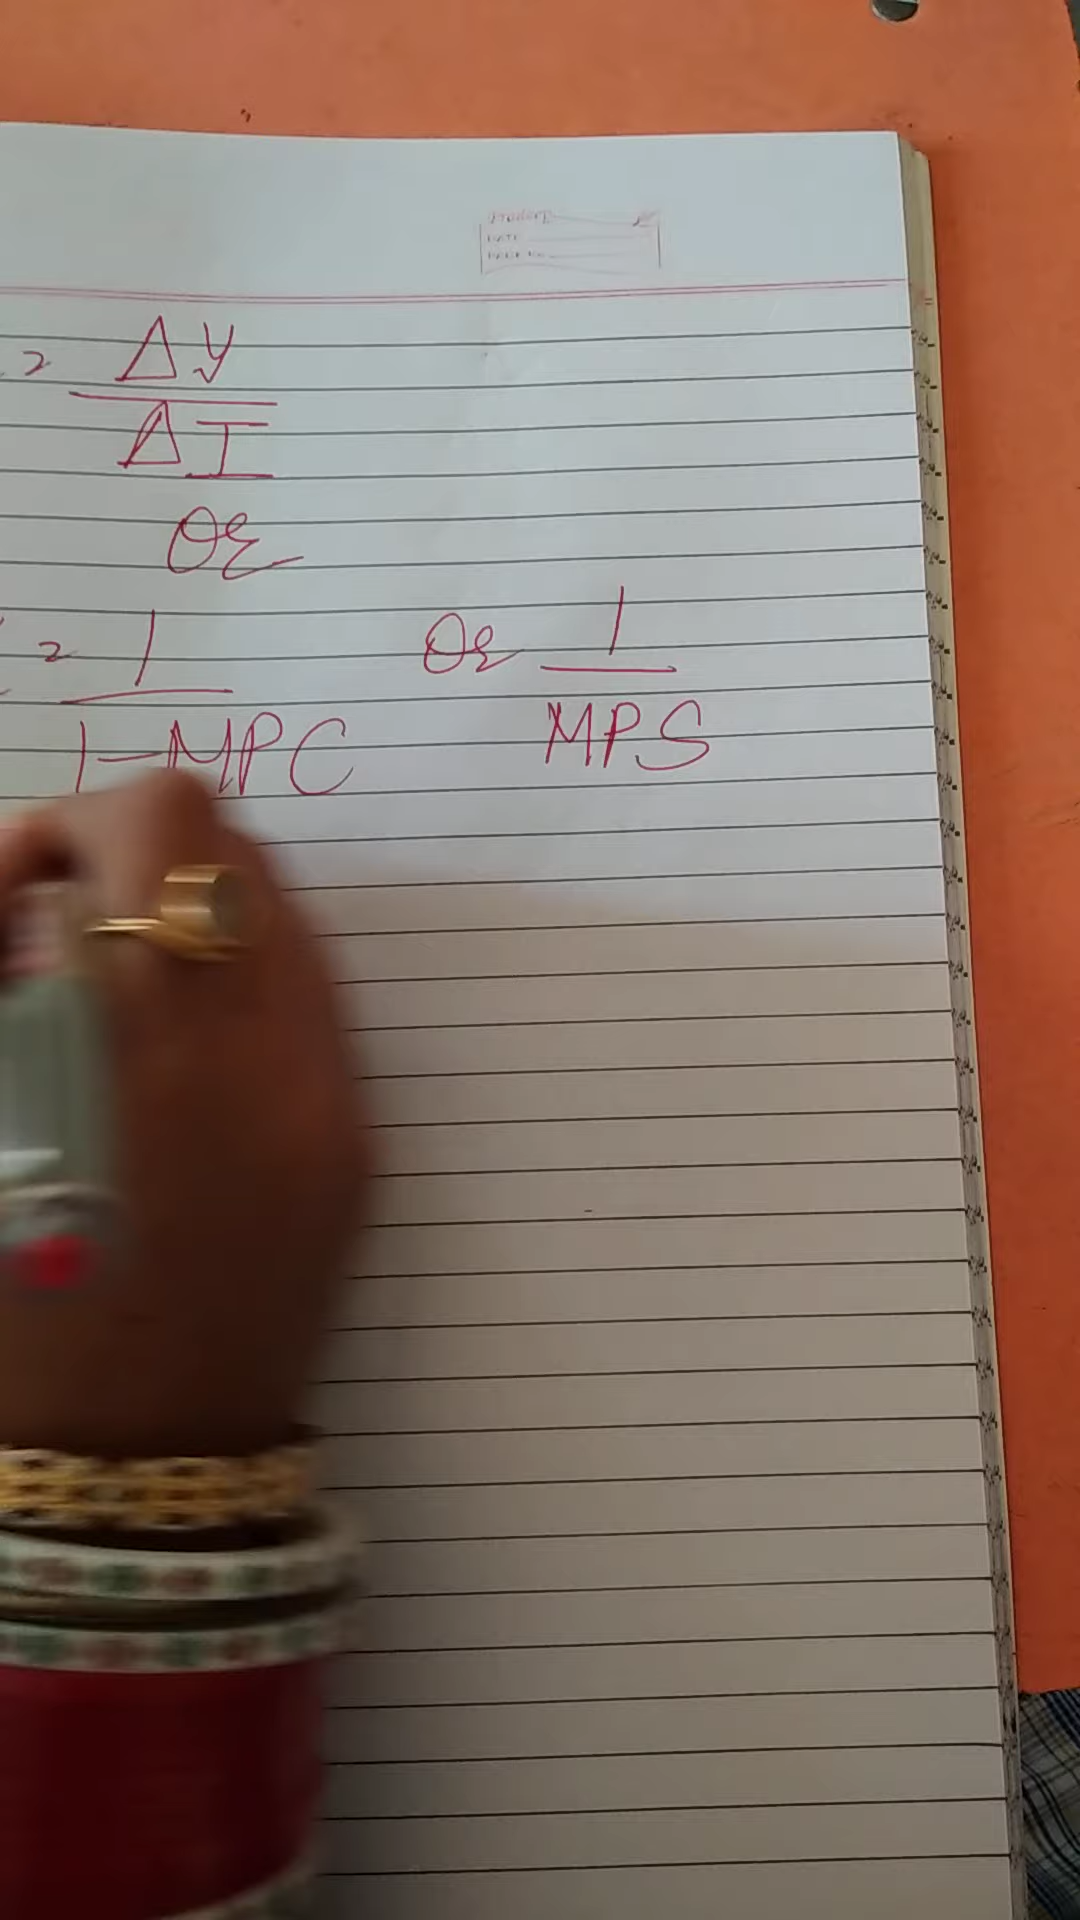 = ΔY
ΔI
Or
= 1 Or 1
1-MPC MPS